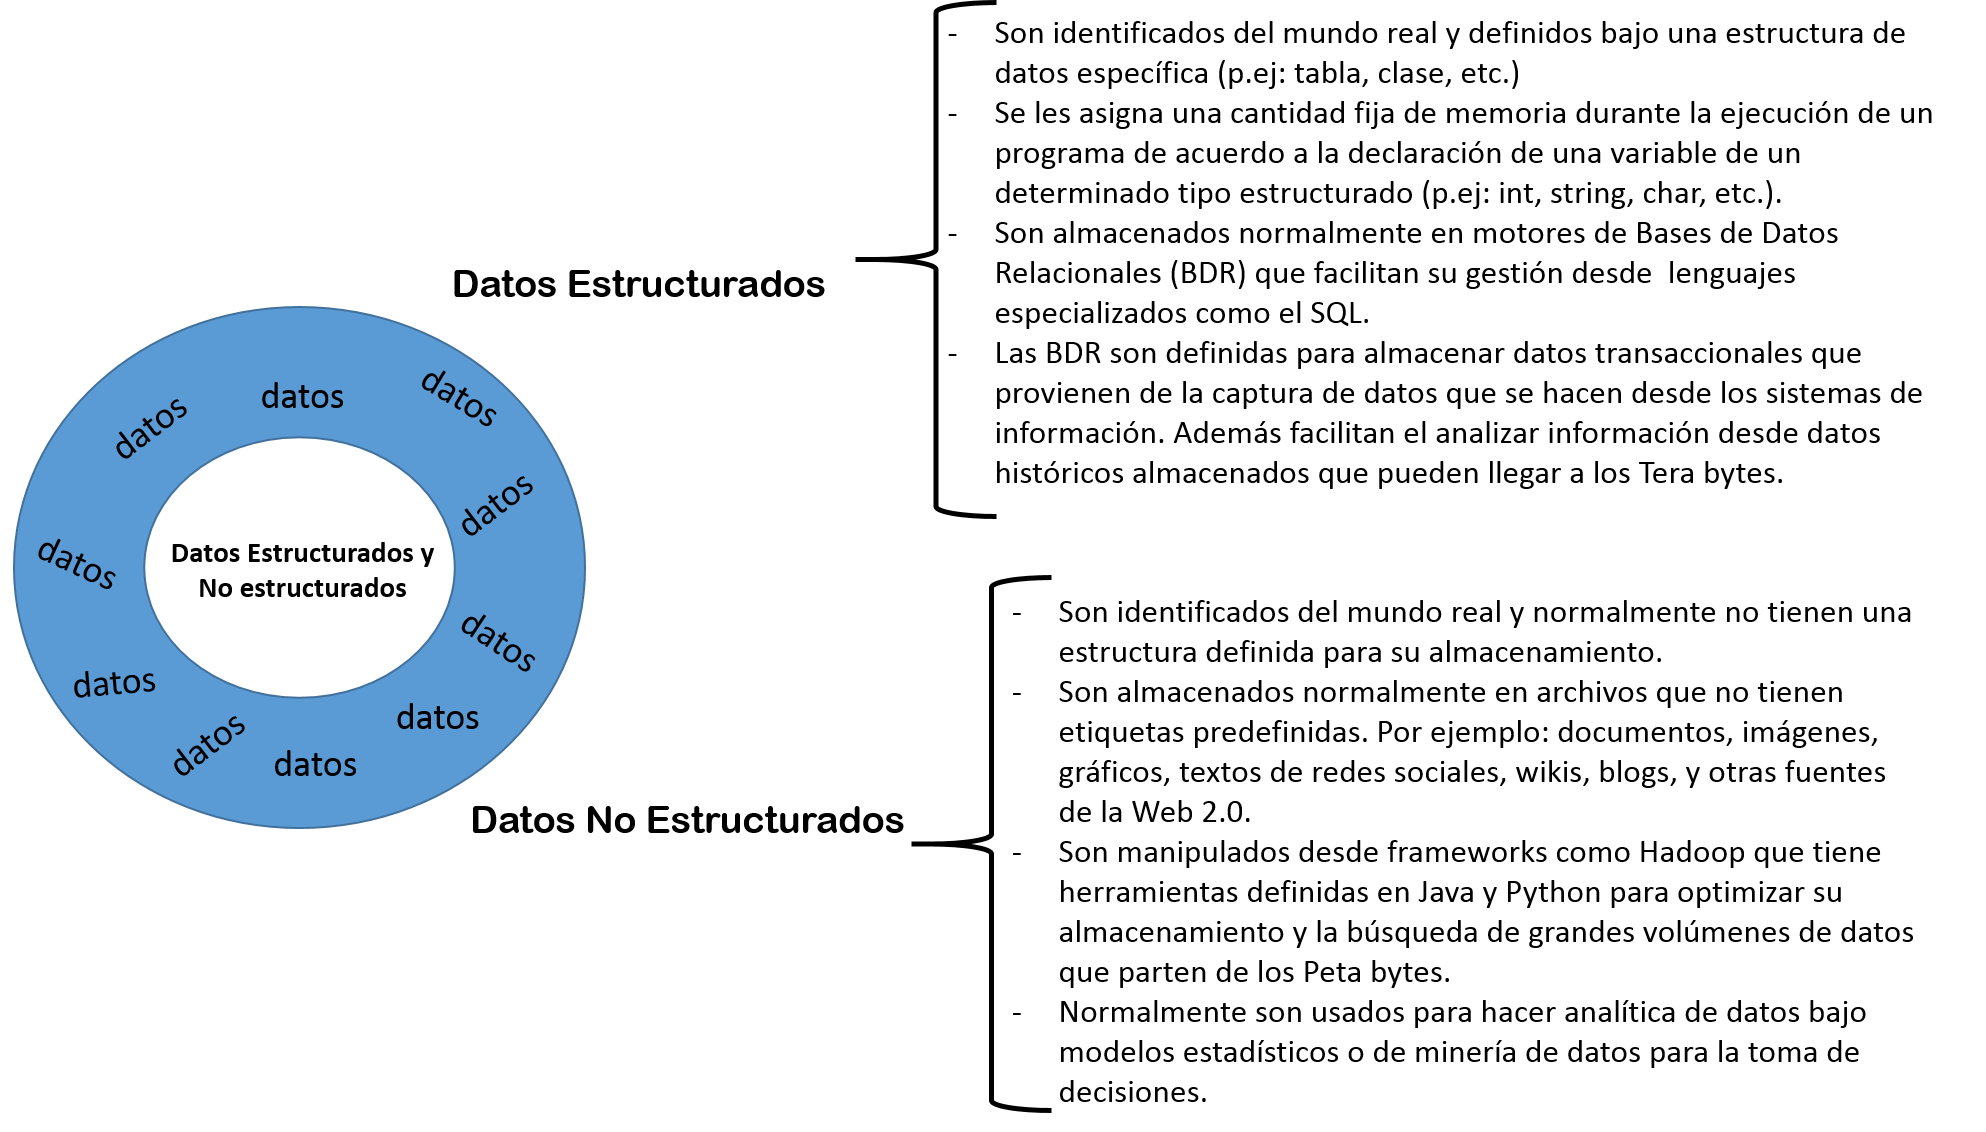 - Son identificados del mundo real y definidos bajo una estructura de
datos específica (p.ej: tabla, clase, etc.)
- Se les asigna una cantidad fija de memoria durante la ejecución de un
programa de acuerdo a la declaración de una variable de un
determinado tipo estructurado (p.ej: int, string, char, etc.).
- Son almacenados normalmente en motores de Bases de Datos
Relacionales (BDR) que facilitan su gestión desde  lenguajes
especializados como el SQL.
- Las BDR son definidas para almacenar datos transaccionales que
provienen de la captura de datos que se hacen desde los sistemas de
información. Además facilitan el analizar información desde datos
históricos almacenados que pueden llegar a los Tera bytes.
Datos Estructurados
datos
datos
datos
datos
datos
Datos Estructurados y
No estructurados
datos
datos
datos
datos
datos
Datos No Estructurados
- Son identificados del mundo real y normalmente no tienen una
estructura definida para su almacenamiento.
- Son almacenados normalmente en archivos que no tienen
etiquetas predefinidas. Por ejemplo: documentos, imágenes,
gráficos, textos de redes sociales, wikis, blogs, y otras fuentes
de la Web 2.0.
- Son manipulados desde frameworks como Hadoop que tiene
herramientas definidas en Java y Python para optimizar su
almacenamiento y la búsqueda de grandes volúmenes de datos
que parten de los Peta bytes.
- Normalmente son usados para hacer analítica de datos bajo
modelos estadísticos o de minería de datos para la toma de
decisiones.